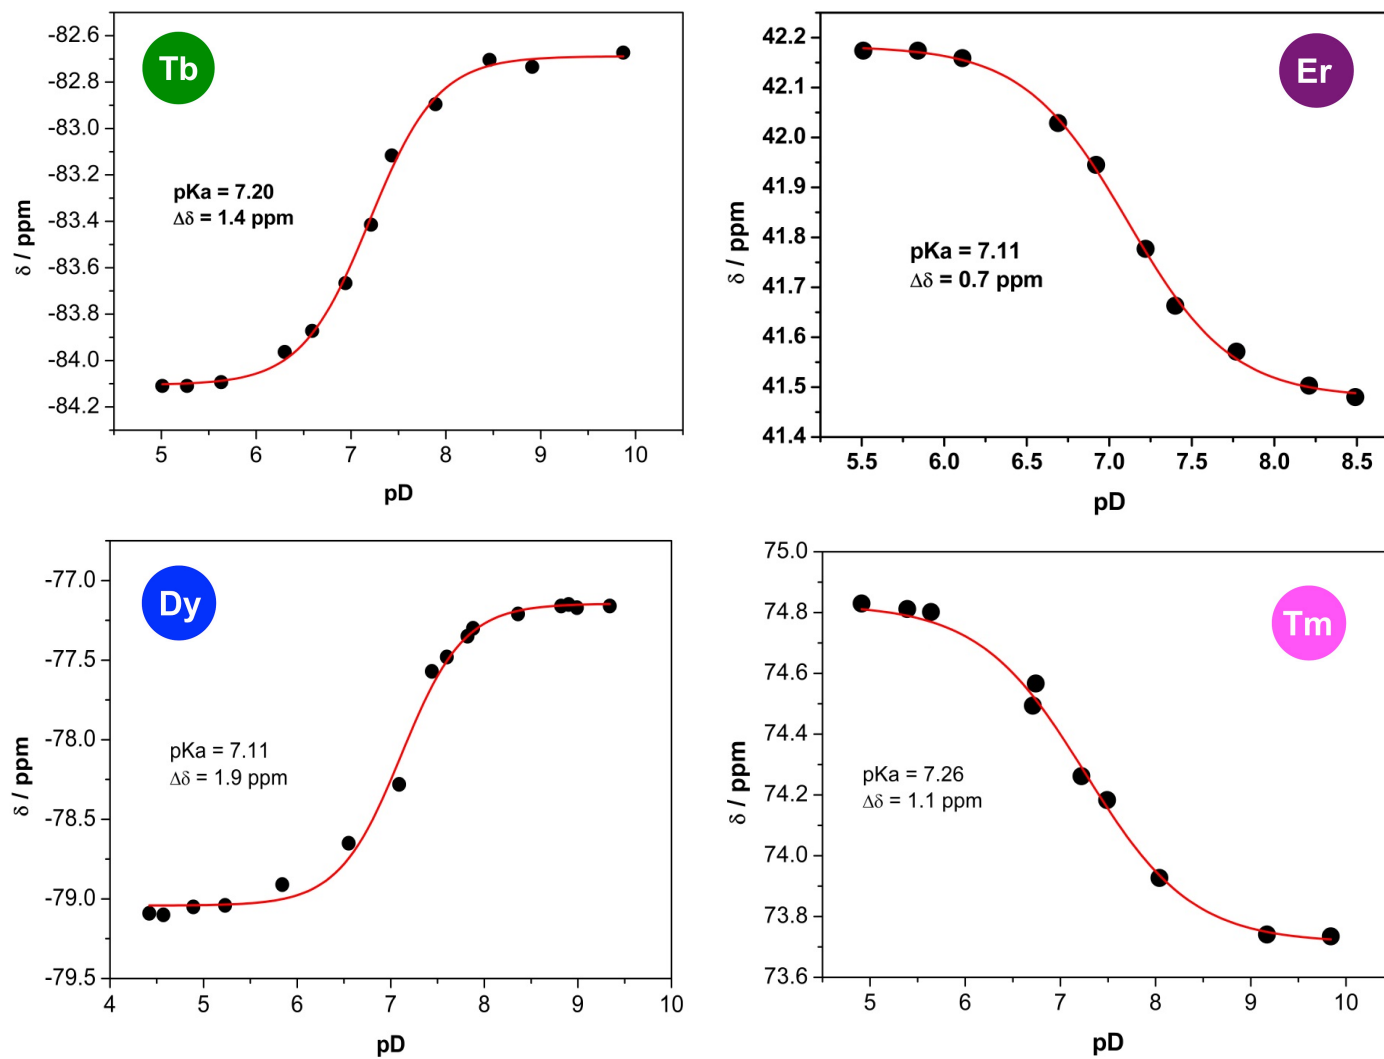 Tb
-82.6
-82.8
-83.0
-83.2
-83.4
-83.6
-83.8
-84.0
-84.2
δ / ppm
pKa = 7.20
Δδ = 1.4 ppm
5 6 7 8 9 10
pD
Er
42.2
42.1
42.0
41.9
41.8
41.7
41.6
41.5
41.4
δ / ppm
pKa = 7.11
Δδ = 0.7 ppm
5.5 6.0 6.5 7.0 7.5 8.0 8.5
pD
Dy
-77.0
-77.5
-78.0
-78.5
-79.0
-79.5
δ / ppm
pKa = 7.11
Δδ = 1.9 ppm
4 5 6 7 8 9 10
pD
Tm
75.0
74.8
74.6
74.4
74.2
74.0
73.8
73.6
δ / ppm
pKa = 7.26
Δδ = 1.1 ppm
5 6 7 8 9 10
pD